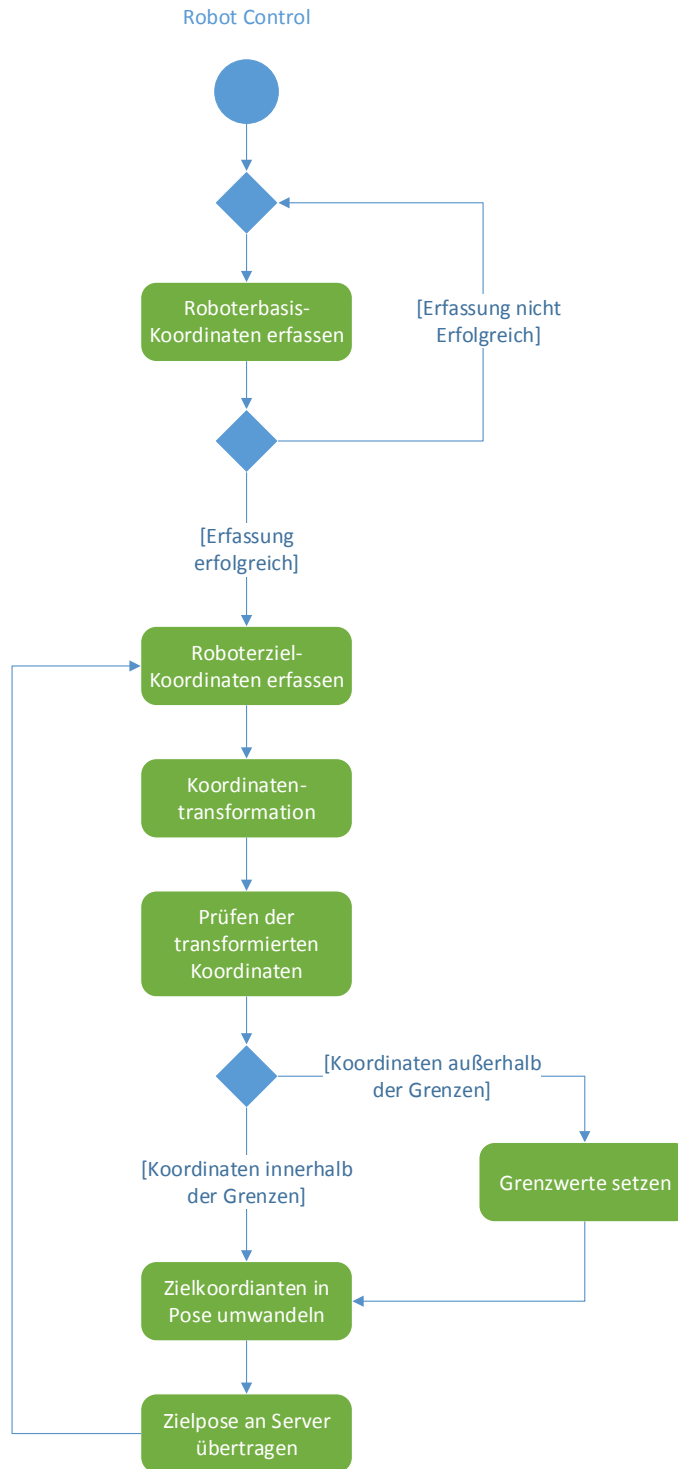 Robot Control
Roboterbasis-
Koordinaten erfassen
[Erfassung nicht
Erfolgreich]
[Erfassung
erfolgreich]
Roboterziel-
Koordinaten erfassen
Koordinaten-
transformation
Prüfen der
transformierten
Koordinaten
[Koordinaten außerhalb
der Grenzen]
[Koordinaten innerhalb
der Grenzen]
Grenzwerte setzen
Zielkoordianten in
Pose umwandeln
Zielpose an Server
übertragen